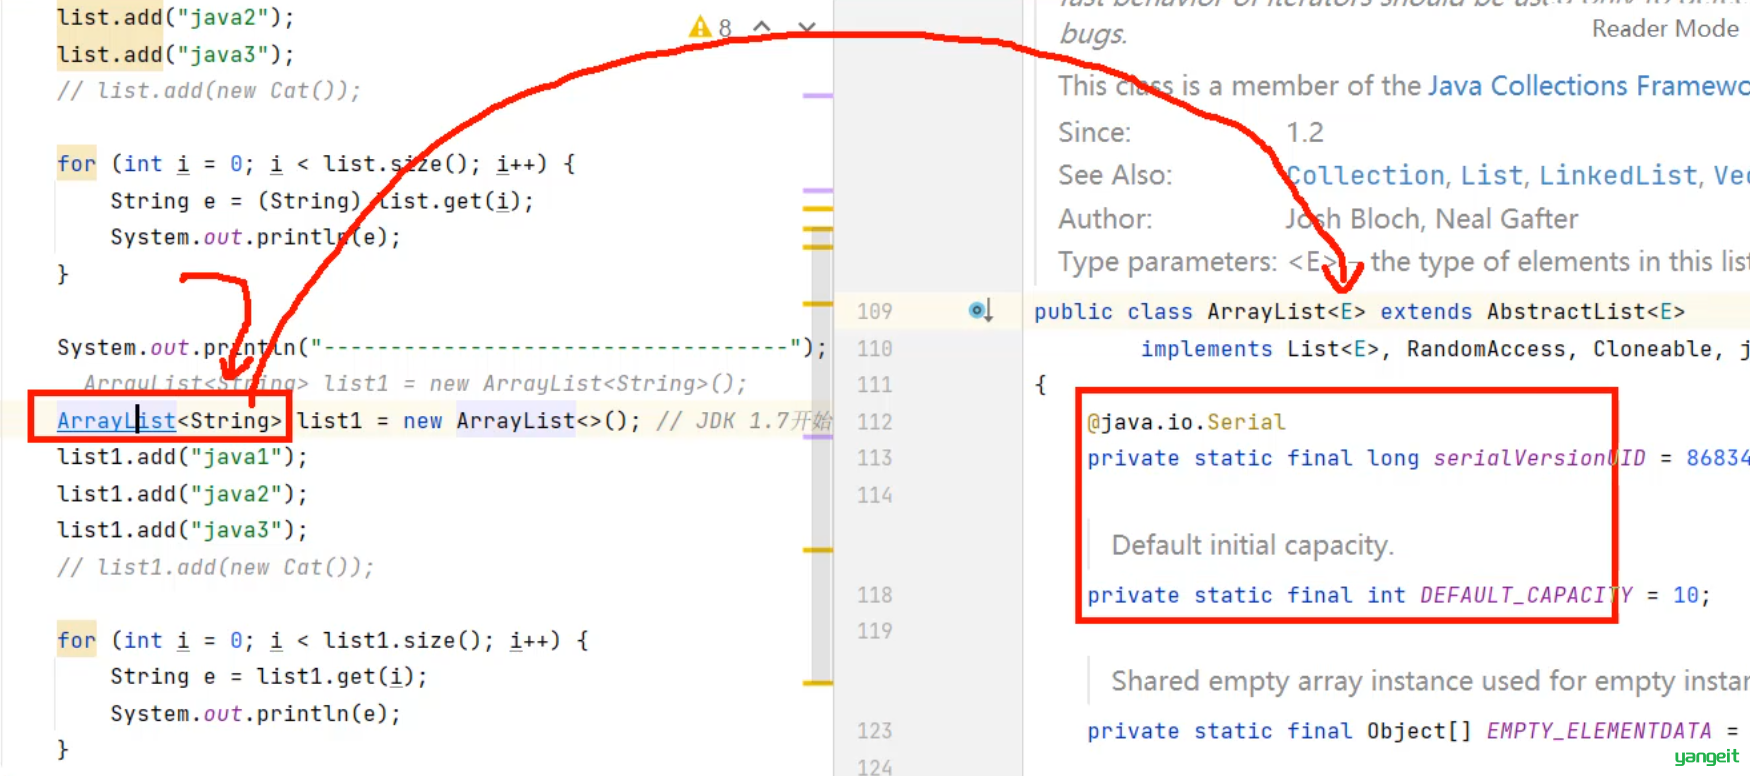 list.add("java2");
list.add("java3");
// list.add(new Cat());
for (int i = 0; i < list.size(); i++) {
String e = (String) list.get(i);
System.out.println(e);
}
System.out.println("-----------------------------------");
ArrayList<String> list1 = new ArrayList<String>();
ArrayList<String> list1 = new ArrayList<>(); // JDK 1.7开始
list1.add("java1");
list1.add("java2");
list1.add("java3");
// list1.add(new Cat());
for (int i = 0; i < list1.size(); i++) {
String e = list1.get(i);
System.out.println(e);
}
8
Reader Mode
bugs.
This class is a member of the Java Collections Framewo
Since: 1.2
See Also: Collection, List, LinkedList, Vec
Author: Josh Bloch, Neal Gafter
Type parameters: <E> – the type of elements in this list
109 public class ArrayList<E> extends AbstractList<E>
110 implements List<E>, RandomAccess, Cloneable, j
111 {
112 @java.io.Serial
113 private static final long serialVersionUID = 86834
114
Default initial capacity.
118 private static final int DEFAULT_CAPACITY = 10;
119
Shared empty array instance used for empty instan
123 private static final Object[] EMPTY_ELEMENTDATA =
124
yangeit